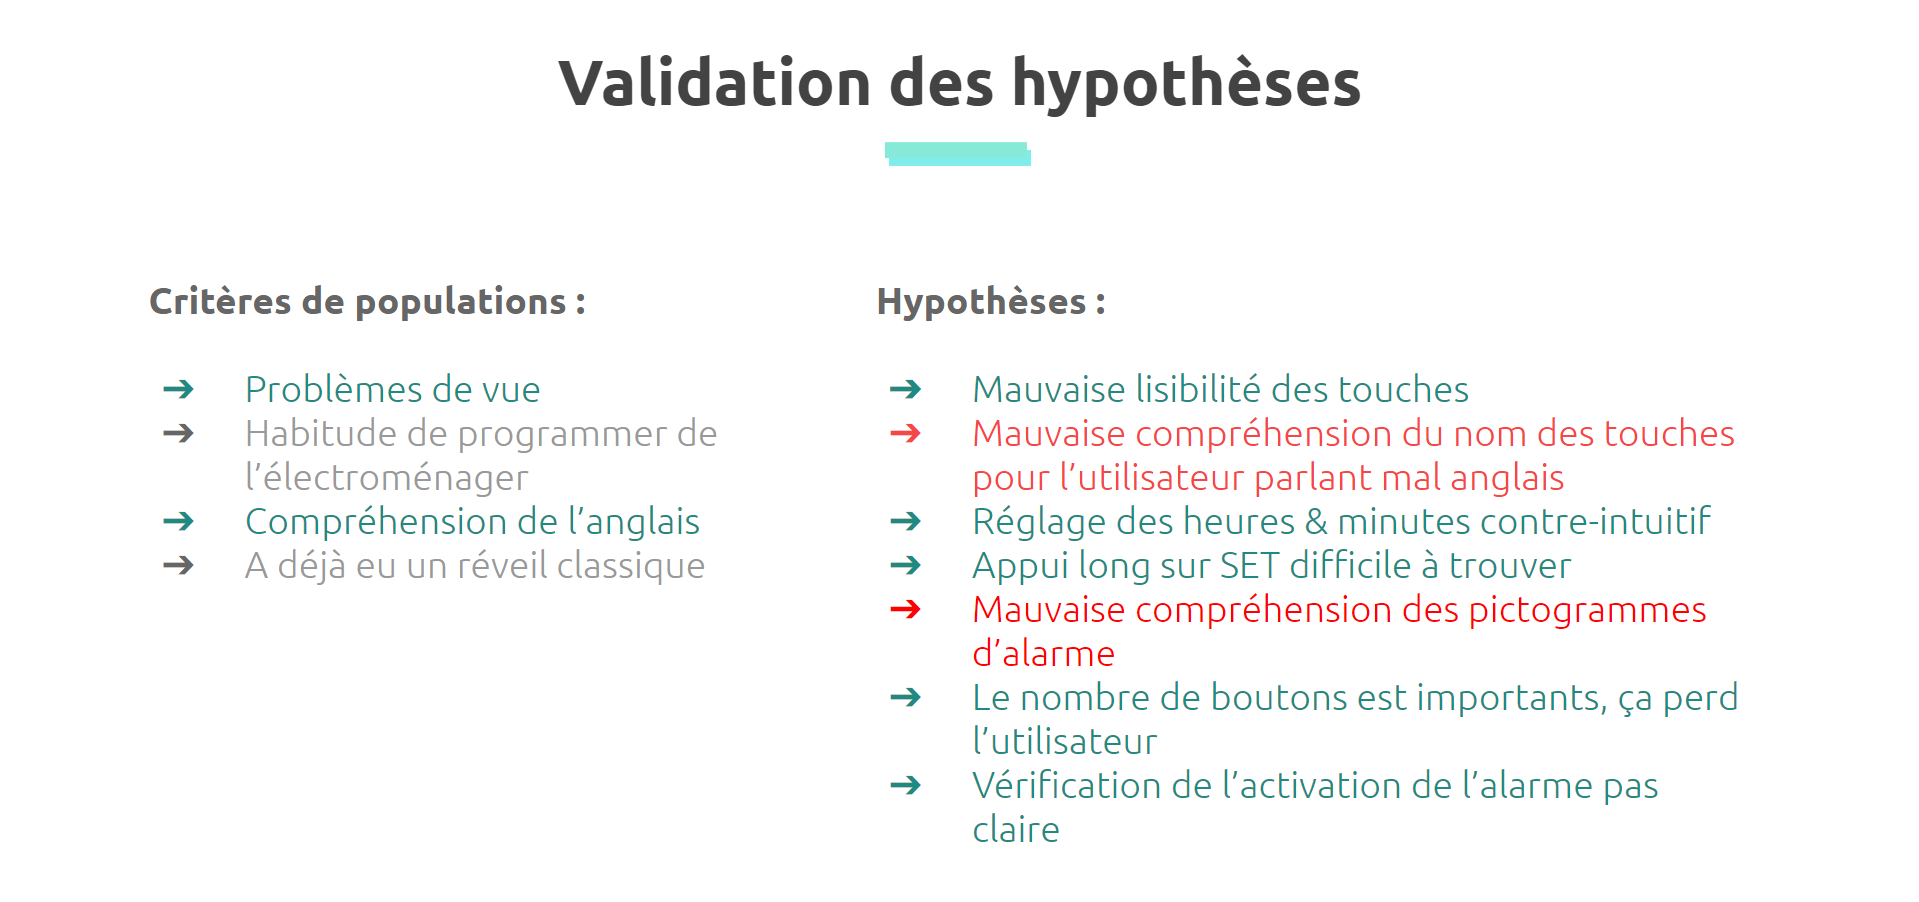 Validation des hypothèses
Critères de populations :
➔ Problèmes de vue
➔ Habitude de programmer de
l’électroménager
➔ Compréhension de l’anglais
➔ A déjà eu un réveil classique
Hypothèses :
➔ Mauvaise lisibilité des touches
➔ Mauvaise compréhension du nom des touches
pour l’utilisateur parlant mal anglais
➔ Réglage des heures & minutes contre-intuitif
➔ Appui long sur SET difficile à trouver
➔ Mauvaise compréhension des pictogrammes
d’alarme
➔ Le nombre de boutons est importants, ça perd
l’utilisateur
➔ Vérification de l’activation de l’alarme pas
claire